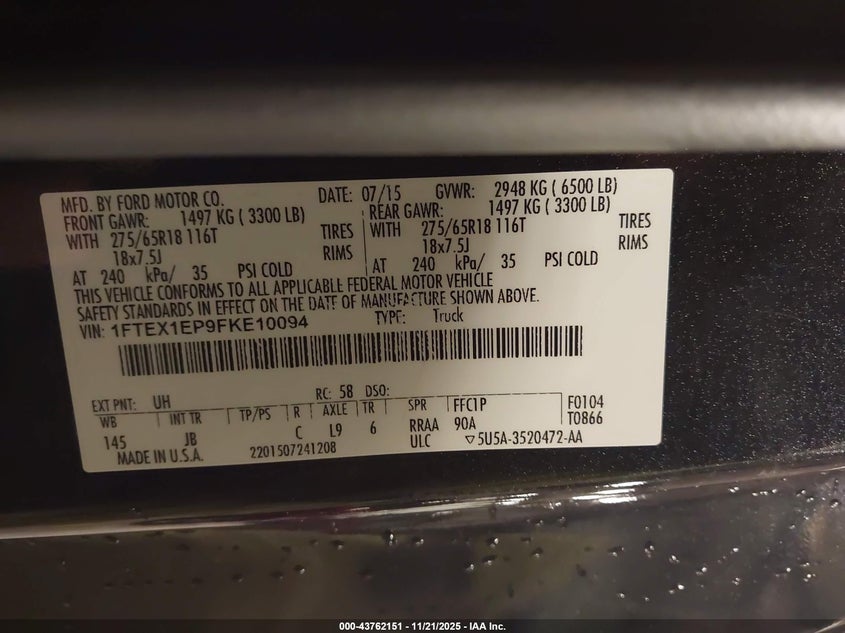 MFD. BY FORD MOTOR CO. DATE: 07/15 GVWR: 2948 KG ( 6500 LB)
FRONT GAWR: 1497 KG ( 3300 LB) REAR GAWR: 1497 KG ( 3300 LB)
WITH 275/65R18 116T TIRES WITH 275/65R18 116T TIRES
18x7.5J RIMS 18x7.5J RIMS
AT 240 kPa/ 35 PSI COLD AT 240 kPa/ 35 PSI COLD
THIS VEHICLE CONFORMS TO ALL APPLICABLE FEDERAL MOTOR VEHICLE
SAFETY STANDARDS IN EFFECT ON THE DATE OF MANUFACTURE SHOWN ABOVE.
VIN: 1FTEX1EP9FKE10094 TYPE: Truck
EXT PNT: UH RC: 58 DSO: FFC1P F0104
WB INT TR TP/PS R AXLE TR SPR T0866
145 JB C L9 6 RRAA 90A
ULC ▽5U5A-3520472-AA
MADE IN U.S.A. 2201507241208
000-43762151 - 11/21/2025 - IAA Inc.